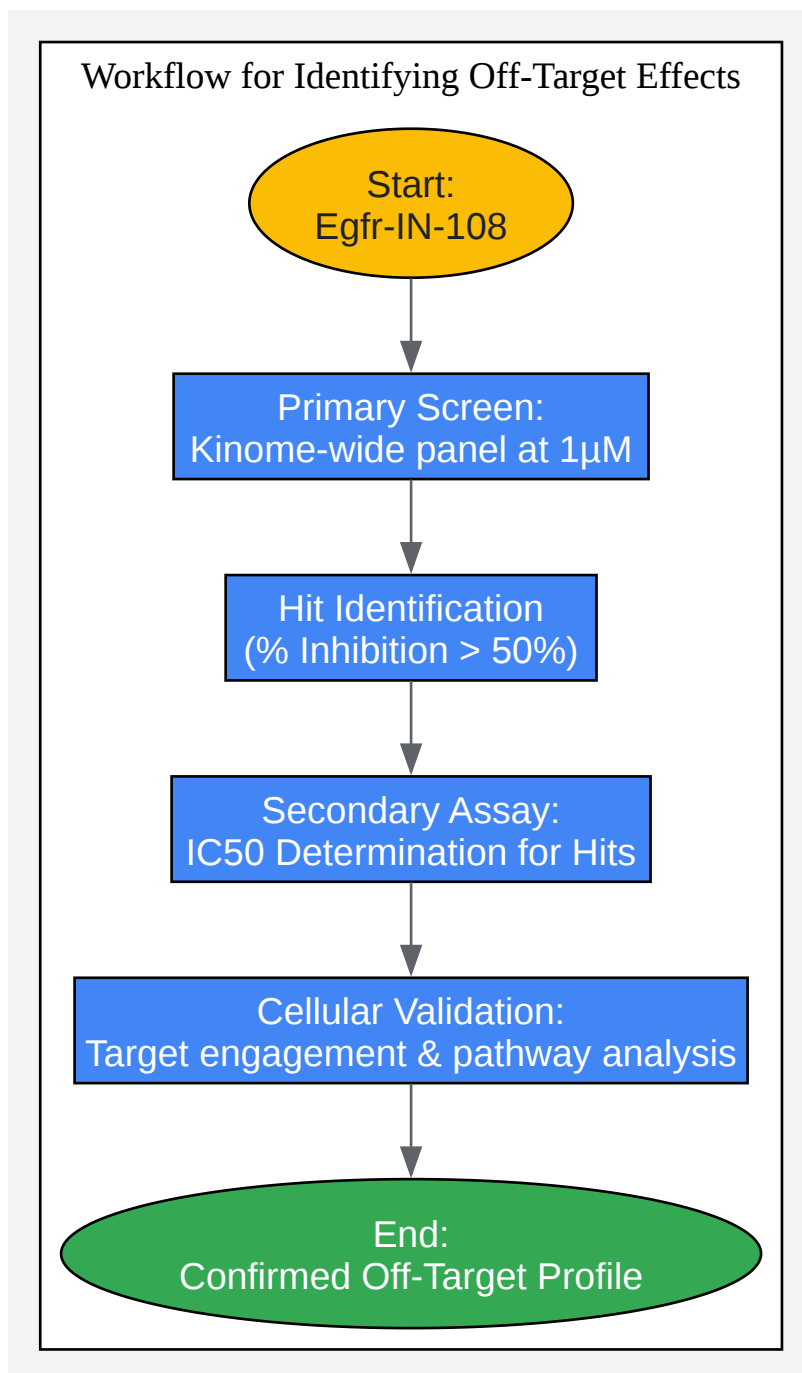 Workflow for Identifying Off-Target Effects
Start:
Egfr-IN-108
Primary Screen:
Kinome-wide panel at 1µM
Hit Identification
(% Inhibition > 50%)
Secondary Assay:
IC50 Determination for Hits
Cellular Validation:
Target engagement & pathway analysis
End:
Confirmed Off-Target Profile